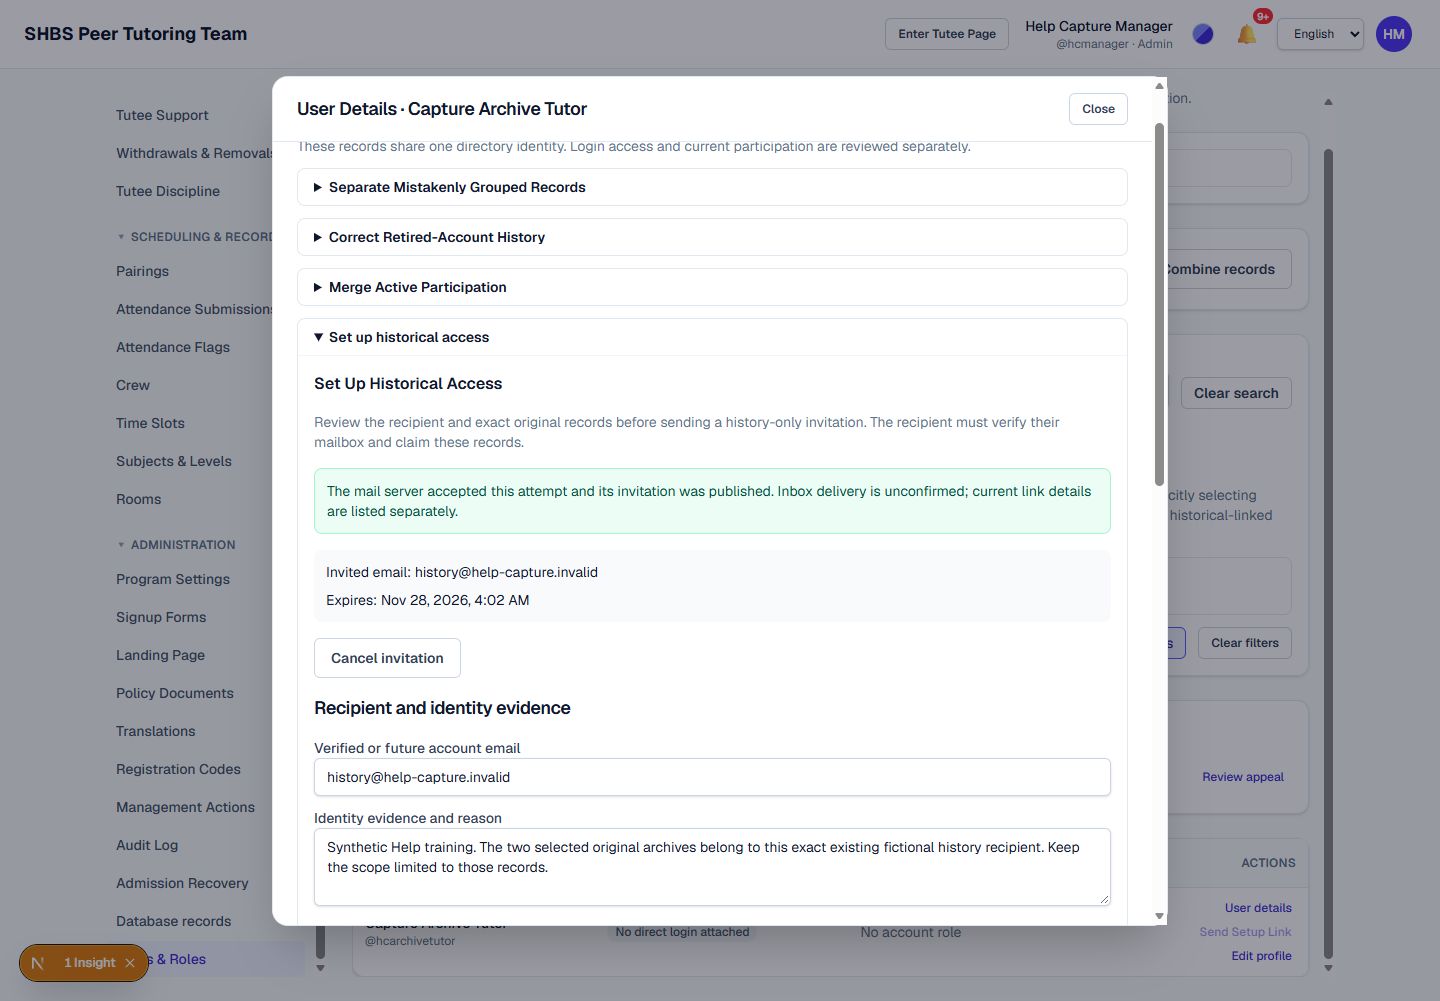 SHBS Peer Tutoring Team
Enter Tutee Page
Help Capture Manager
@hcmanager · Admin
9+
English
HM
Tutee Support
Withdrawals & Removals
Tutee Discipline
▼ SCHEDULING & RECORD
Pairings
Attendance Submissions
Attendance Flags
Crew
Time Slots
Subjects & Levels
Rooms
▼ ADMINISTRATION
Program Settings
Signup Forms
Landing Page
Policy Documents
Translations
Registration Codes
Management Actions
Audit Log
Admission Recovery
Database records
s & Roles
N 1 Insight ×
User Details · Capture Archive Tutor
Close
These records share one directory identity. Login access and current participation are reviewed separately.
▶ Separate Mistakenly Grouped Records
▶ Correct Retired-Account History
▶ Merge Active Participation
▼ Set up historical access
Set Up Historical Access
Review the recipient and exact original records before sending a history-only invitation. The recipient must verify their
mailbox and claim these records.
The mail server accepted this attempt and its invitation was published. Inbox delivery is unconfirmed; current link details
are listed separately.
Invited email: history@help-capture.invalid
Expires: Nov 28, 2026, 4:02 AM
Cancel invitation
Recipient and identity evidence
Verified or future account email
history@help-capture.invalid
Identity evidence and reason
Synthetic Help training. The two selected original archives belong to this exact existing fictional history recipient. Keep
the scope limited to those records.
tion.
Combine records
Clear search
citly selecting
historical-linked
s
Clear filters
Review appeal
ACTIONS
User details
Send Setup Link
Edit profile
Capture Archive Tutor
@hcarchivetutor
No direct login attached
No account role